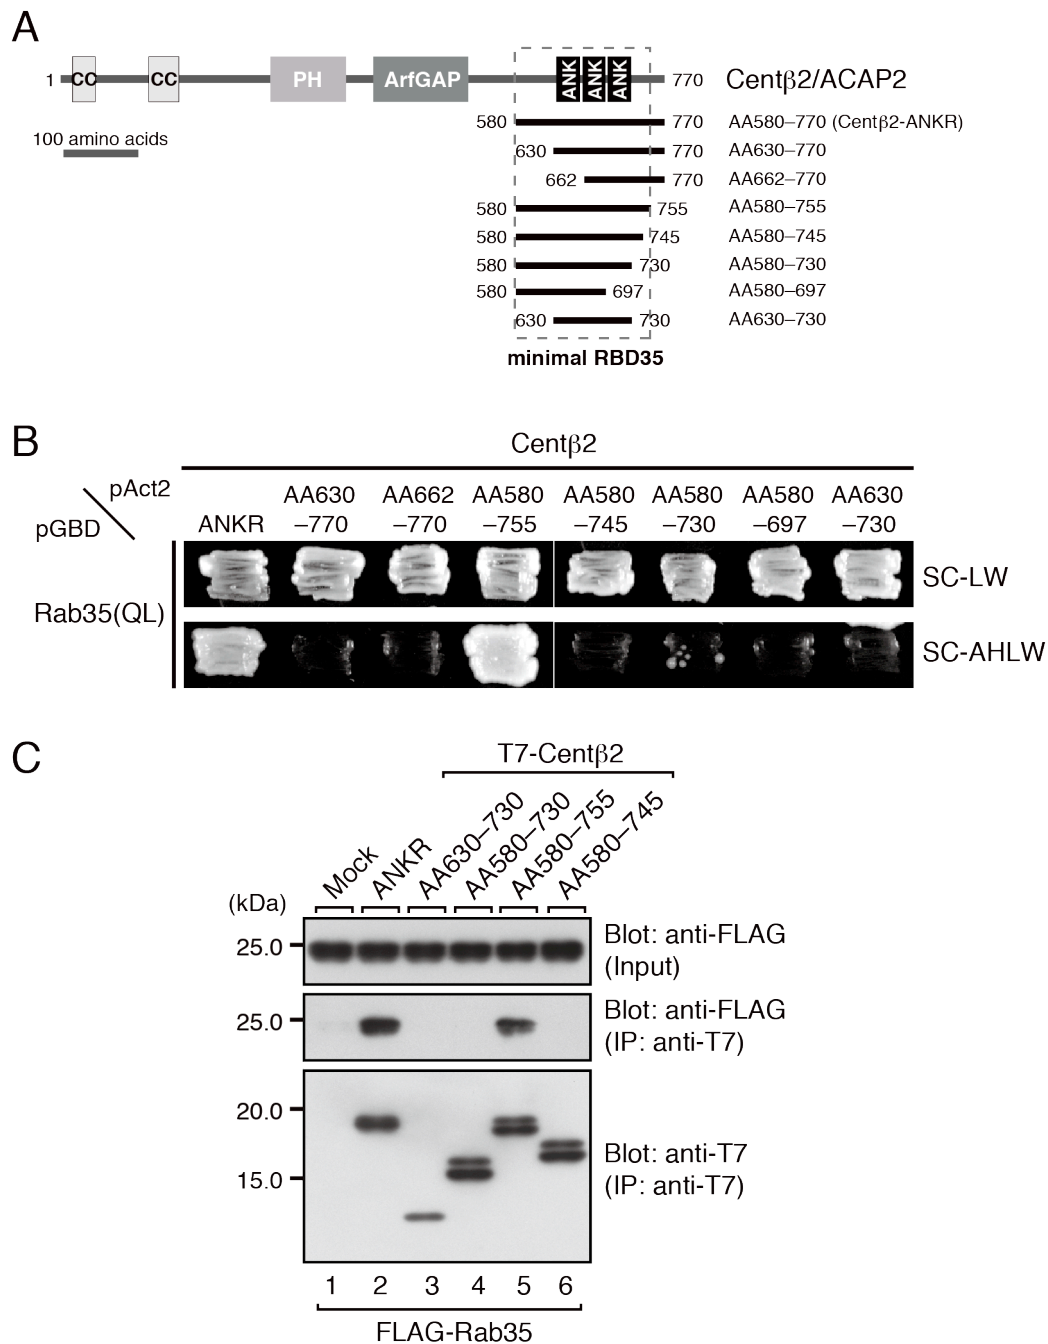 A
1 CC CC PH ArfGAP ANK ANK ANK 770 Centβ2/ACAP2
100 amino acids
580 770 AA580–770 (Centβ2-ANKR)
630 770 AA630–770
662 770 AA662–770
580 755 AA580–755
580 745 AA580–745
580 730 AA580–730
580 697 AA580–697
630 730 AA630–730
minimal RBD35
B
Centβ2
pAct2
pGBD
ANKR AA630–770 AA662–770 AA580–755 AA580–745 AA580–730 AA580–697 AA630–730
Rab35(QL)
SC-LW
SC-AHLW
C
T7-Centβ2
Mock ANKR AA630–730 AA580–730 AA580–755 AA580–745
(kDa)
25.0 Blot: anti-FLAG
(Input)
25.0 Blot: anti-FLAG
(IP: anti-T7)
20.0
15.0 Blot: anti-T7
(IP: anti-T7)
1 2 3 4 5 6
FLAG-Rab35